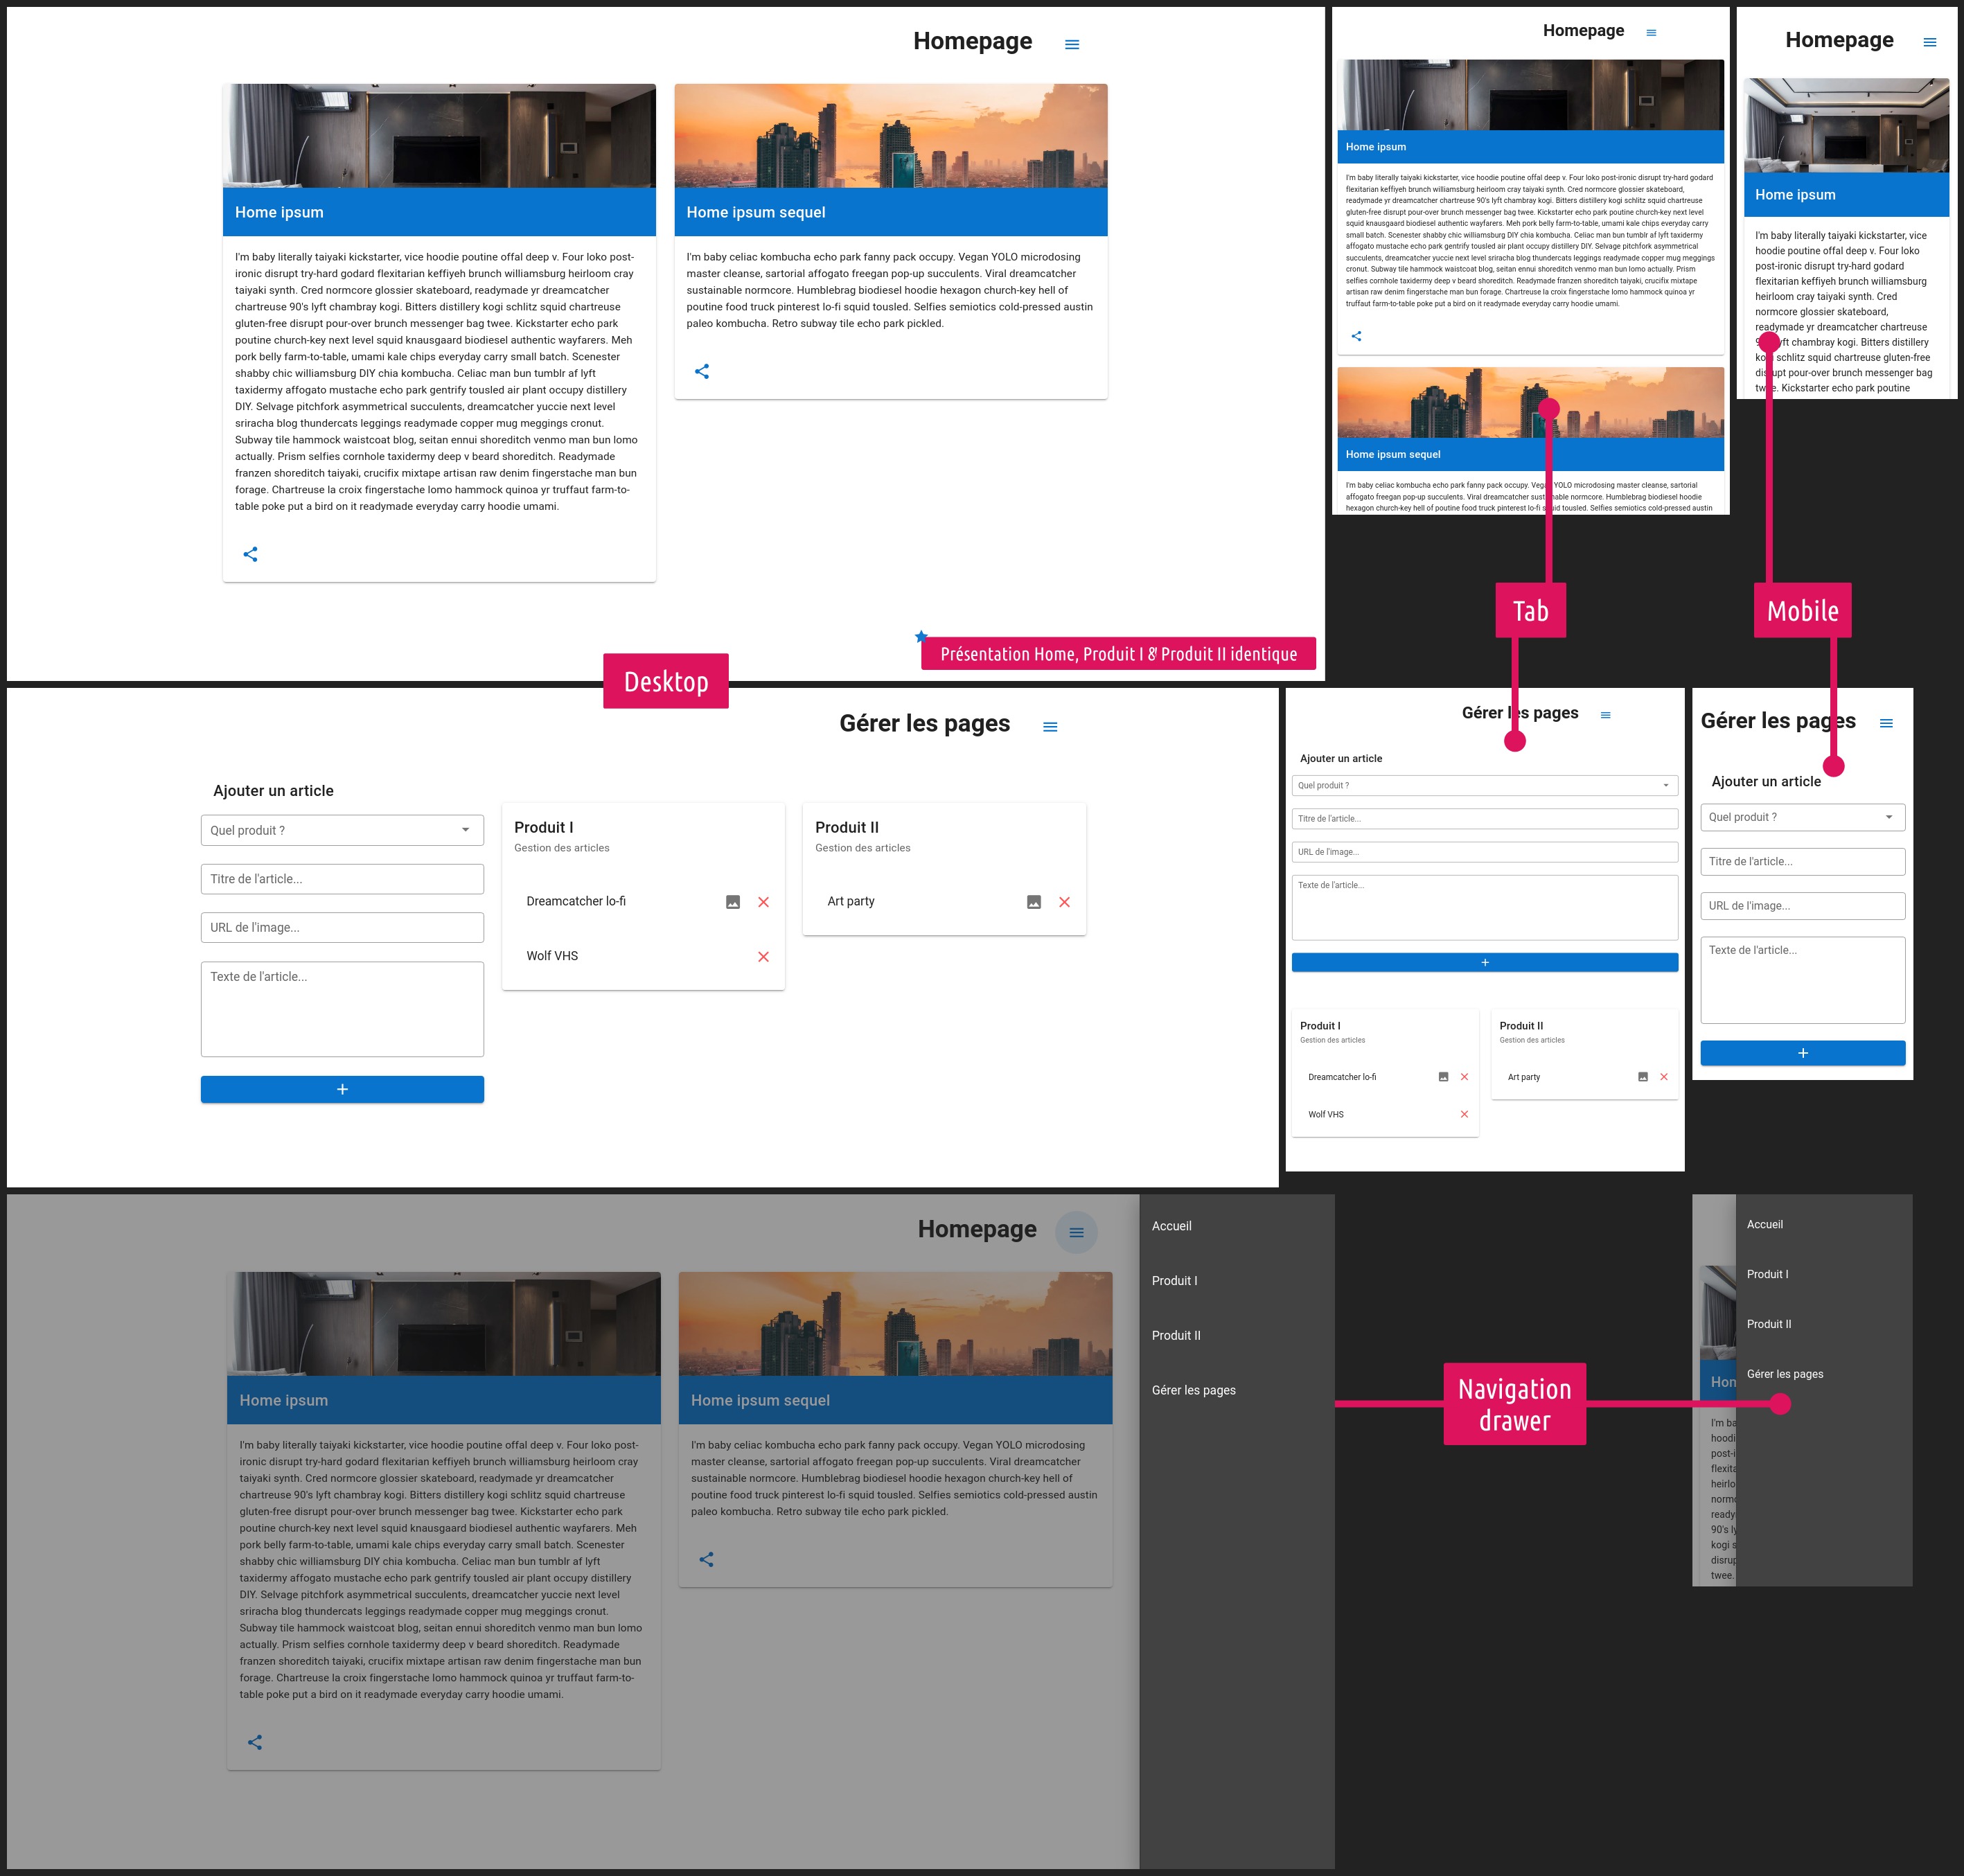 Homepage
Home ipsum
I'm baby literally taiyaki kickstarter, vice hoodie poutine offal deep v. Four loko post-
ironic disrupt try-hard godard flexitarian keffiyeh brunch williamsburg heirloom cray
taiyaki synth. Cred normcore glossier skateboard, readymade yr dreamcatcher
chartreuse 90's lyft chambray kogi. Bitters distillery kogi schlitz squid chartreuse
gluten-free disrupt pour-over brunch messenger bag twee. Kickstarter echo park
poutine church-key next level squid knausgaard biodiesel authentic wayfarers. Meh
pork belly farm-to-table, umami kale chips everyday carry small batch. Scenester
shabby chic williamsburg DIY chia kombucha. Celiac man bun tumblr af lyft
taxidermy affogato mustache echo park gentrify tousled air plant occupy distillery
DIY. Selvage pitchfork asymmetrical succulents, dreamcatcher yuccie next level
sriracha blog thundercats leggings readymade copper mug meggings cronut.
Subway tile hammock waistcoat blog, seitan ennui shoreditch venmo man bun lomo
actually. Prism selfies cornhole taxidermy deep v beard shoreditch. Readymade
franzen shoreditch taiyaki, crucifix mixtape artisan raw denim fingerstache man bun
forage. Chartreuse la croix fingerstache lomo hammock quinoa yr truffaut farm-to-
table poke put a bird on it readymade everyday carry hoodie umami.
Home ipsum sequel
I'm baby celiac kombucha echo park fanny pack occupy. Vegan YOLO microdosing
master cleanse, sartorial affogato freegan pop-up succulents. Viral dreamcatcher
sustainable normcore. Humblebrag biodiesel hoodie hexagon church-key hell of
poutine food truck pinterest lo-fi squid tousled. Selfies semiotics cold-pressed austin
paleo kombucha. Retro subway tile echo park pickled.
Présentation Home, Produit I & Produit II identique
Desktop
Homepage
Home ipsum
I'm baby literally taiyaki kickstarter, vice hoodie poutine offal deep v. Four loko post-ironic disrupt try-hard godard
flexitarian keffiyeh brunch williamsburg heirloom cray taiyaki synth. Cred normcore glossier skateboard,
readymade yr dreamcatcher chartreuse 90's lyft chambray kogi. Bitters distillery kogi schlitz squid chartreuse
gluten-free disrupt pour-over brunch messenger bag twee. Kickstarter echo park poutine church-key next level
squid knausgaard biodiesel authentic wayfarers. Meh pork belly farm-to-table, umami kale chips everyday carry
small batch. Scenester shabby chic williamsburg DIY chia kombucha. Celiac man bun tumblr af lyft taxidermy
affogato mustache echo park gentrify tousled air plant occupy distillery DIY. Selvage pitchfork asymmetrical
succulents, dreamcatcher yuccie next level sriracha blog thundercats leggings readymade copper mug meggings
cronut. Subway tile hammock waistcoat blog, seitan ennui shoreditch venmo man bun lomo actually. Prism
selfies cornhole taxidermy deep v beard shoreditch. Readymade franzen shoreditch taiyaki, crucifix mixtape
artisan raw denim fingerstache man bun forage. Chartreuse la croix fingerstache lomo hammock quinoa yr
truffaut farm-to-table poke put a bird on it readymade everyday carry hoodie umami.
Home ipsum sequel
I'm baby celiac kombucha echo park fanny pack occupy. Vegan YOLO microdosing master cleanse, sartorial
affogato freegan pop-up succulents. Viral dreamcatcher sustainable normcore. Humblebrag biodiesel hoodie
hexagon church-key hell of poutine food truck pinterest lo-fi squid tousled. Selfies semiotics cold-pressed austin
Homepage
Home ipsum
I'm baby literally taiyaki kickstarter, vice
hoodie poutine offal deep v. Four loko
post-ironic disrupt try-hard godard
flexitarian keffiyeh brunch williamsburg
heirloom cray taiyaki synth. Cred
normcore glossier skateboard,
readymade yr dreamcatcher chartreuse
90's lyft chambray kogi. Bitters distillery
kogi schlitz squid chartreuse gluten-free
disrupt pour-over brunch messenger bag
twee. Kickstarter echo park poutine
Tab
Mobile
Gérer les pages
Ajouter un article
Quel produit ?
Titre de l'article...
URL de l'image...
Texte de l'article...
+
Produit I
Gestion des articles
Dreamcatcher lo-fi
Wolf VHS
Produit II
Gestion des articles
Art party
Gérer les pages
Ajouter un article
Quel produit ?
Titre de l'article...
URL de l'image...
Texte de l'article...
+
Produit I
Gestion des articles
Dreamcatcher lo-fi
Wolf VHS
Produit II
Gestion des articles
Art party
Gérer les pages
Ajouter un article
Quel produit ?
Titre de l'article...
URL de l'image...
Texte de l'article...
+
Homepage
Home ipsum
I'm baby literally taiyaki kickstarter, vice hoodie poutine offal deep v. Four loko post-
ironic disrupt try-hard godard flexitarian keffiyeh brunch williamsburg heirloom cray
taiyaki synth. Cred normcore glossier skateboard, readymade yr dreamcatcher
chartreuse 90's lyft chambray kogi. Bitters distillery kogi schlitz squid chartreuse
gluten-free disrupt pour-over brunch messenger bag twee. Kickstarter echo park
poutine church-key next level squid knausgaard biodiesel authentic wayfarers. Meh
pork belly farm-to-table, umami kale chips everyday carry small batch. Scenester
shabby chic williamsburg DIY chia kombucha. Celiac man bun tumblr af lyft
taxidermy affogato mustache echo park gentrify tousled air plant occupy distillery
DIY. Selvage pitchfork asymmetrical succulents, dreamcatcher yuccie next level
sriracha blog thundercats leggings readymade copper mug meggings cronut.
Subway tile hammock waistcoat blog, seitan ennui shoreditch venmo man bun lomo
actually. Prism selfies cornhole taxidermy deep v beard shoreditch. Readymade
franzen shoreditch taiyaki, crucifix mixtape artisan raw denim fingerstache man bun
forage. Chartreuse la croix fingerstache lomo hammock quinoa yr truffaut farm-to-
table poke put a bird on it readymade everyday carry hoodie umami.
Home ipsum sequel
I'm baby celiac kombucha echo park fanny pack occupy. Vegan YOLO microdosing
master cleanse, sartorial affogato freegan pop-up succulents. Viral dreamcatcher
sustainable normcore. Humblebrag biodiesel hoodie hexagon church-key hell of
poutine food truck pinterest lo-fi squid tousled. Selfies semiotics cold-pressed austin
paleo kombucha. Retro subway tile echo park pickled.
Accueil
Produit I
Produit II
Gérer les pages
Navigation
drawer
Hom
I'm ba
hoodi
post-i
flexita
heirlo
normc
ready
90's ly
kogi s
disrup
twee.
Accueil
Produit I
Produit II
Gérer les pages